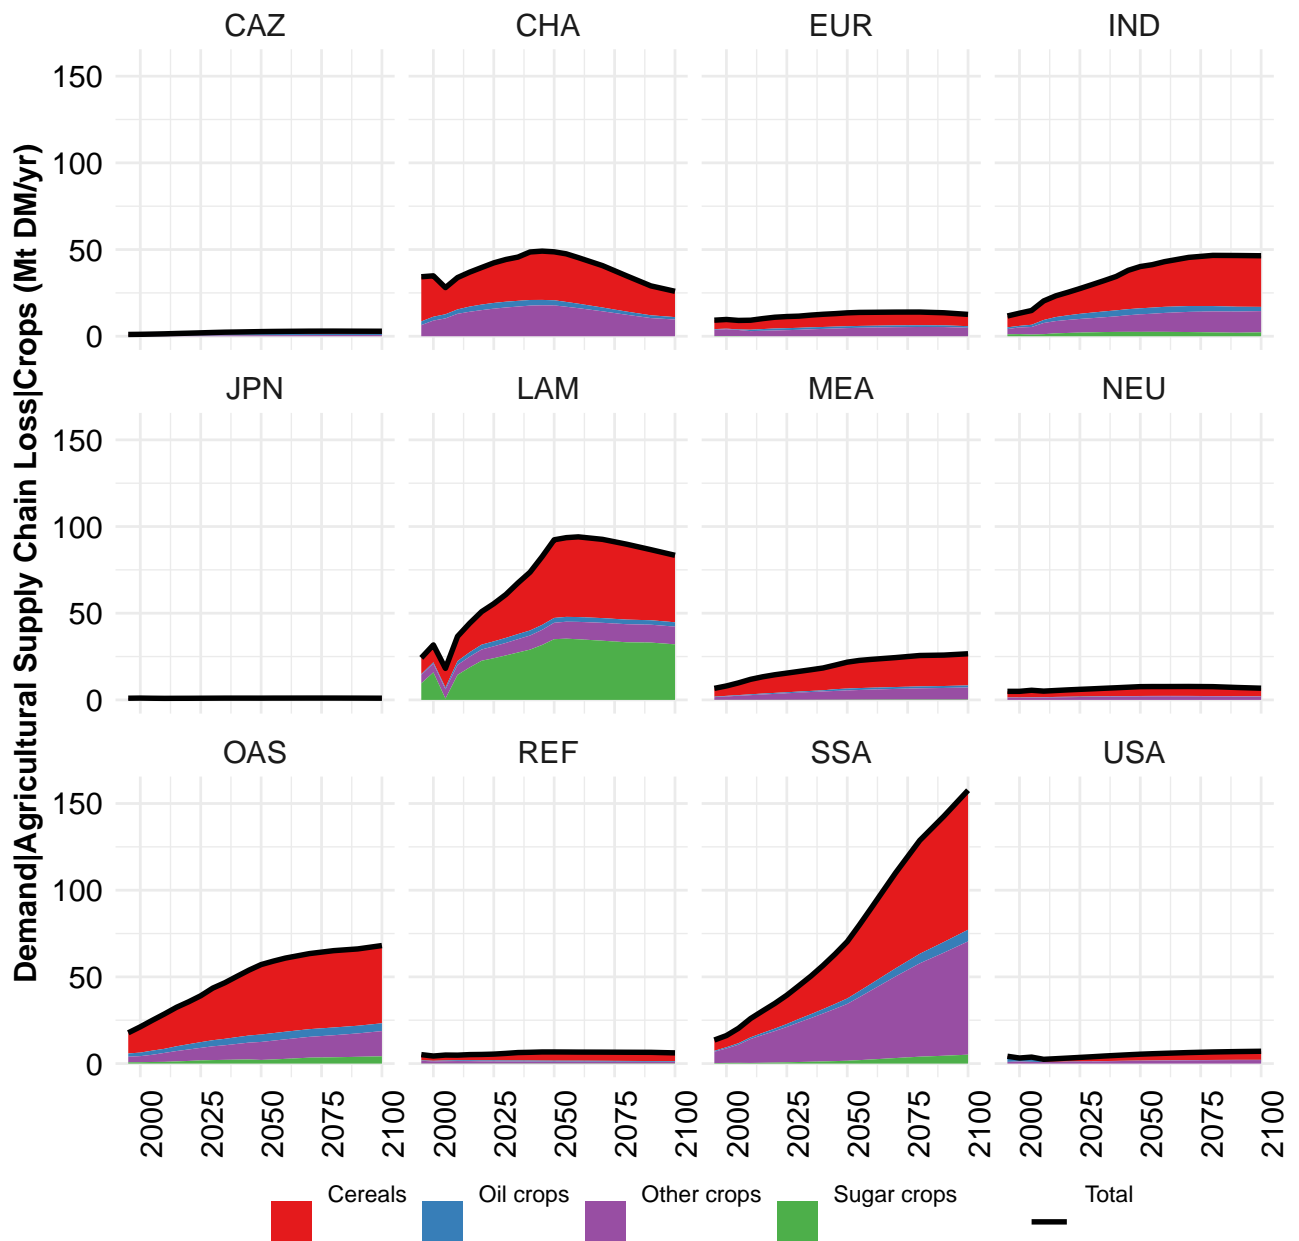 CAZ CHA EUR IND
150
100
50
0
JPN LAM MEA NEU
150
100
50
0
OAS REF SSA USA
150
100
50
0
Demand|Agricultural Supply Chain Loss|Crops (Mt DM/yr)
2000 2025 2050 2075 2100 2000 2025 2050 2075 2100 2000 2025 2050 2075 2100 2000 2025 2050 2075 2100
Cereals Oil crops Other crops Sugar crops Total